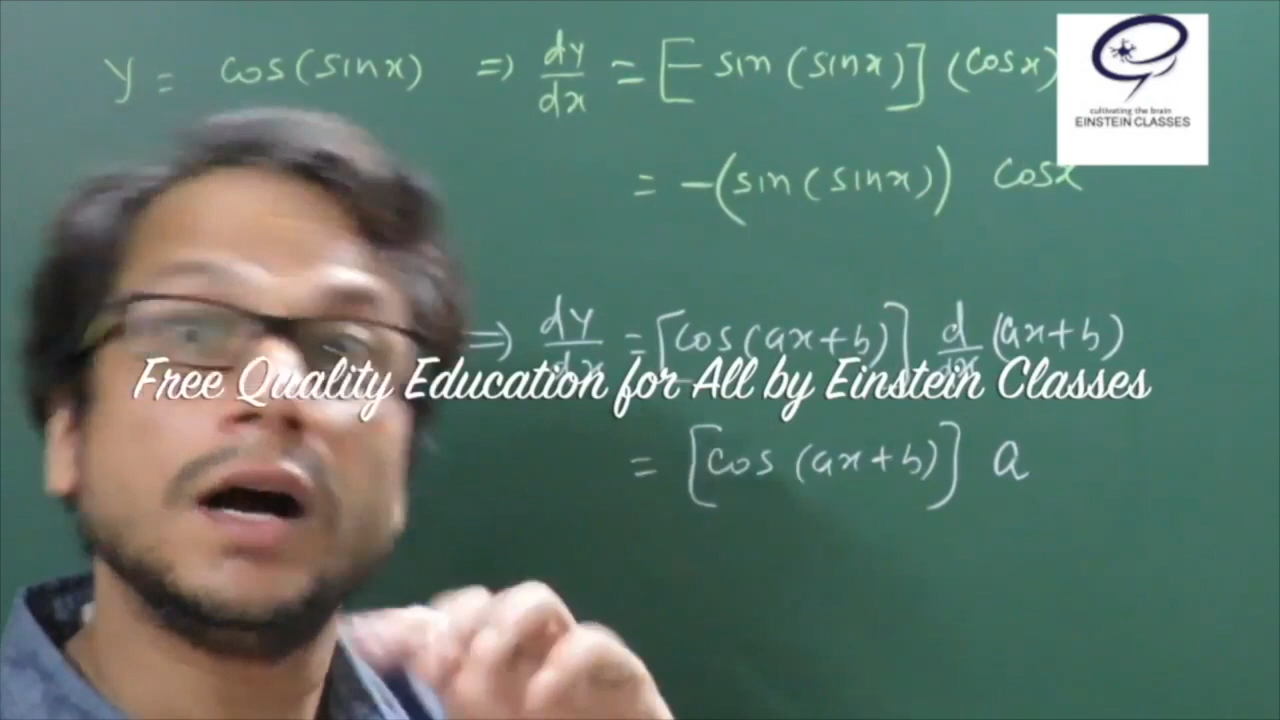 y = cos(sinx) ⇒ dy/dx = [- sin (sinx)] (cosx)
cultivating the brain
EINSTEIN CLASSES
= -(sin (sinx)) cosx
⇒ dy/dx = [cos(ax+b)] d/dx (ax+b)
Free Quality Education for All by Einstein Classes
= [cos (ax+b)] a